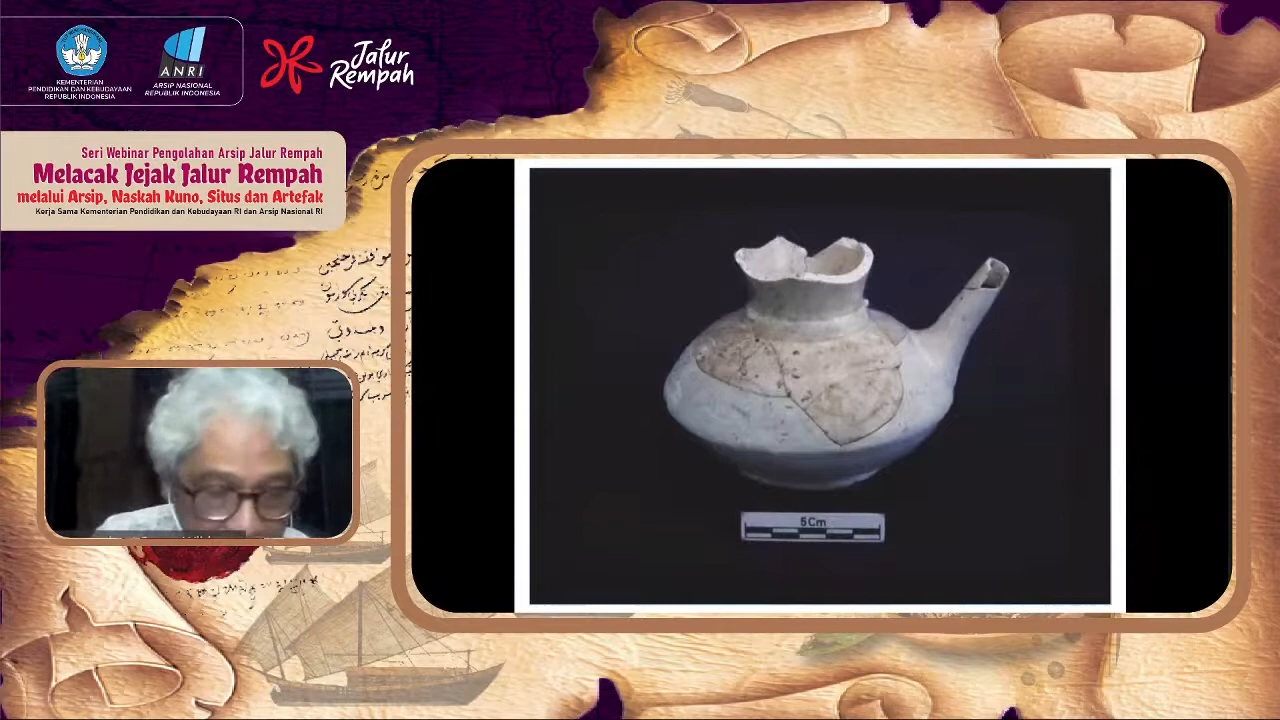 KEMENTERIAN
PENDIDIKAN DAN KEBUDAYAAN
REPUBLIK INDONESIA
ANRI
ARSIP NASIONAL
REPUBLIK INDONESIA
Jalur
Rempah
Seri Webinar Pengolahan Arsip Jalur Rempah
Melacak Jejak Jalur Rempah
melalui Arsip, Naskah Kuno, Situs dan Artefak
Kerja Sama Kementerian Pendidikan dan Kebudayaan RI dan Arsip Nasional RI
5Cm